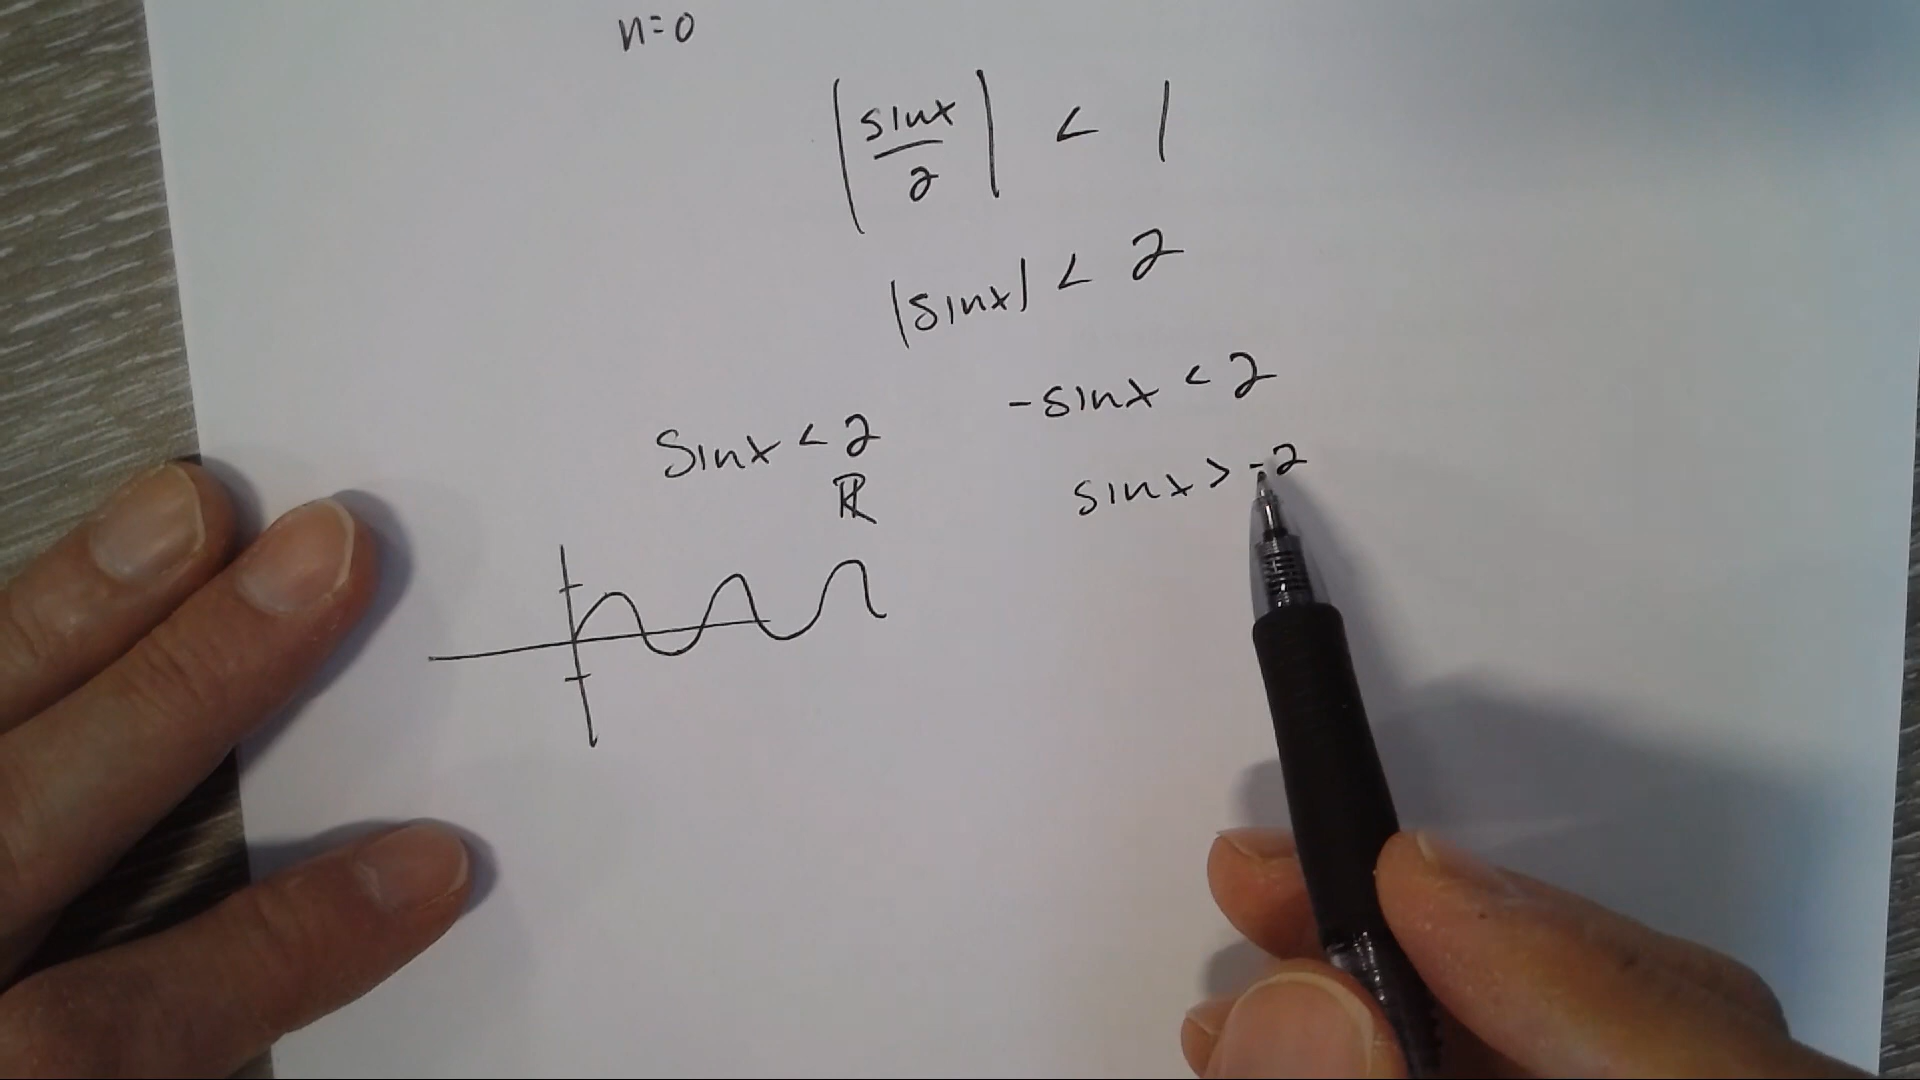 n=0
|sinx/2| < 1
|sinx| < 2
-sinx < 2
Sinx < 2
sinx > -2
ℝ